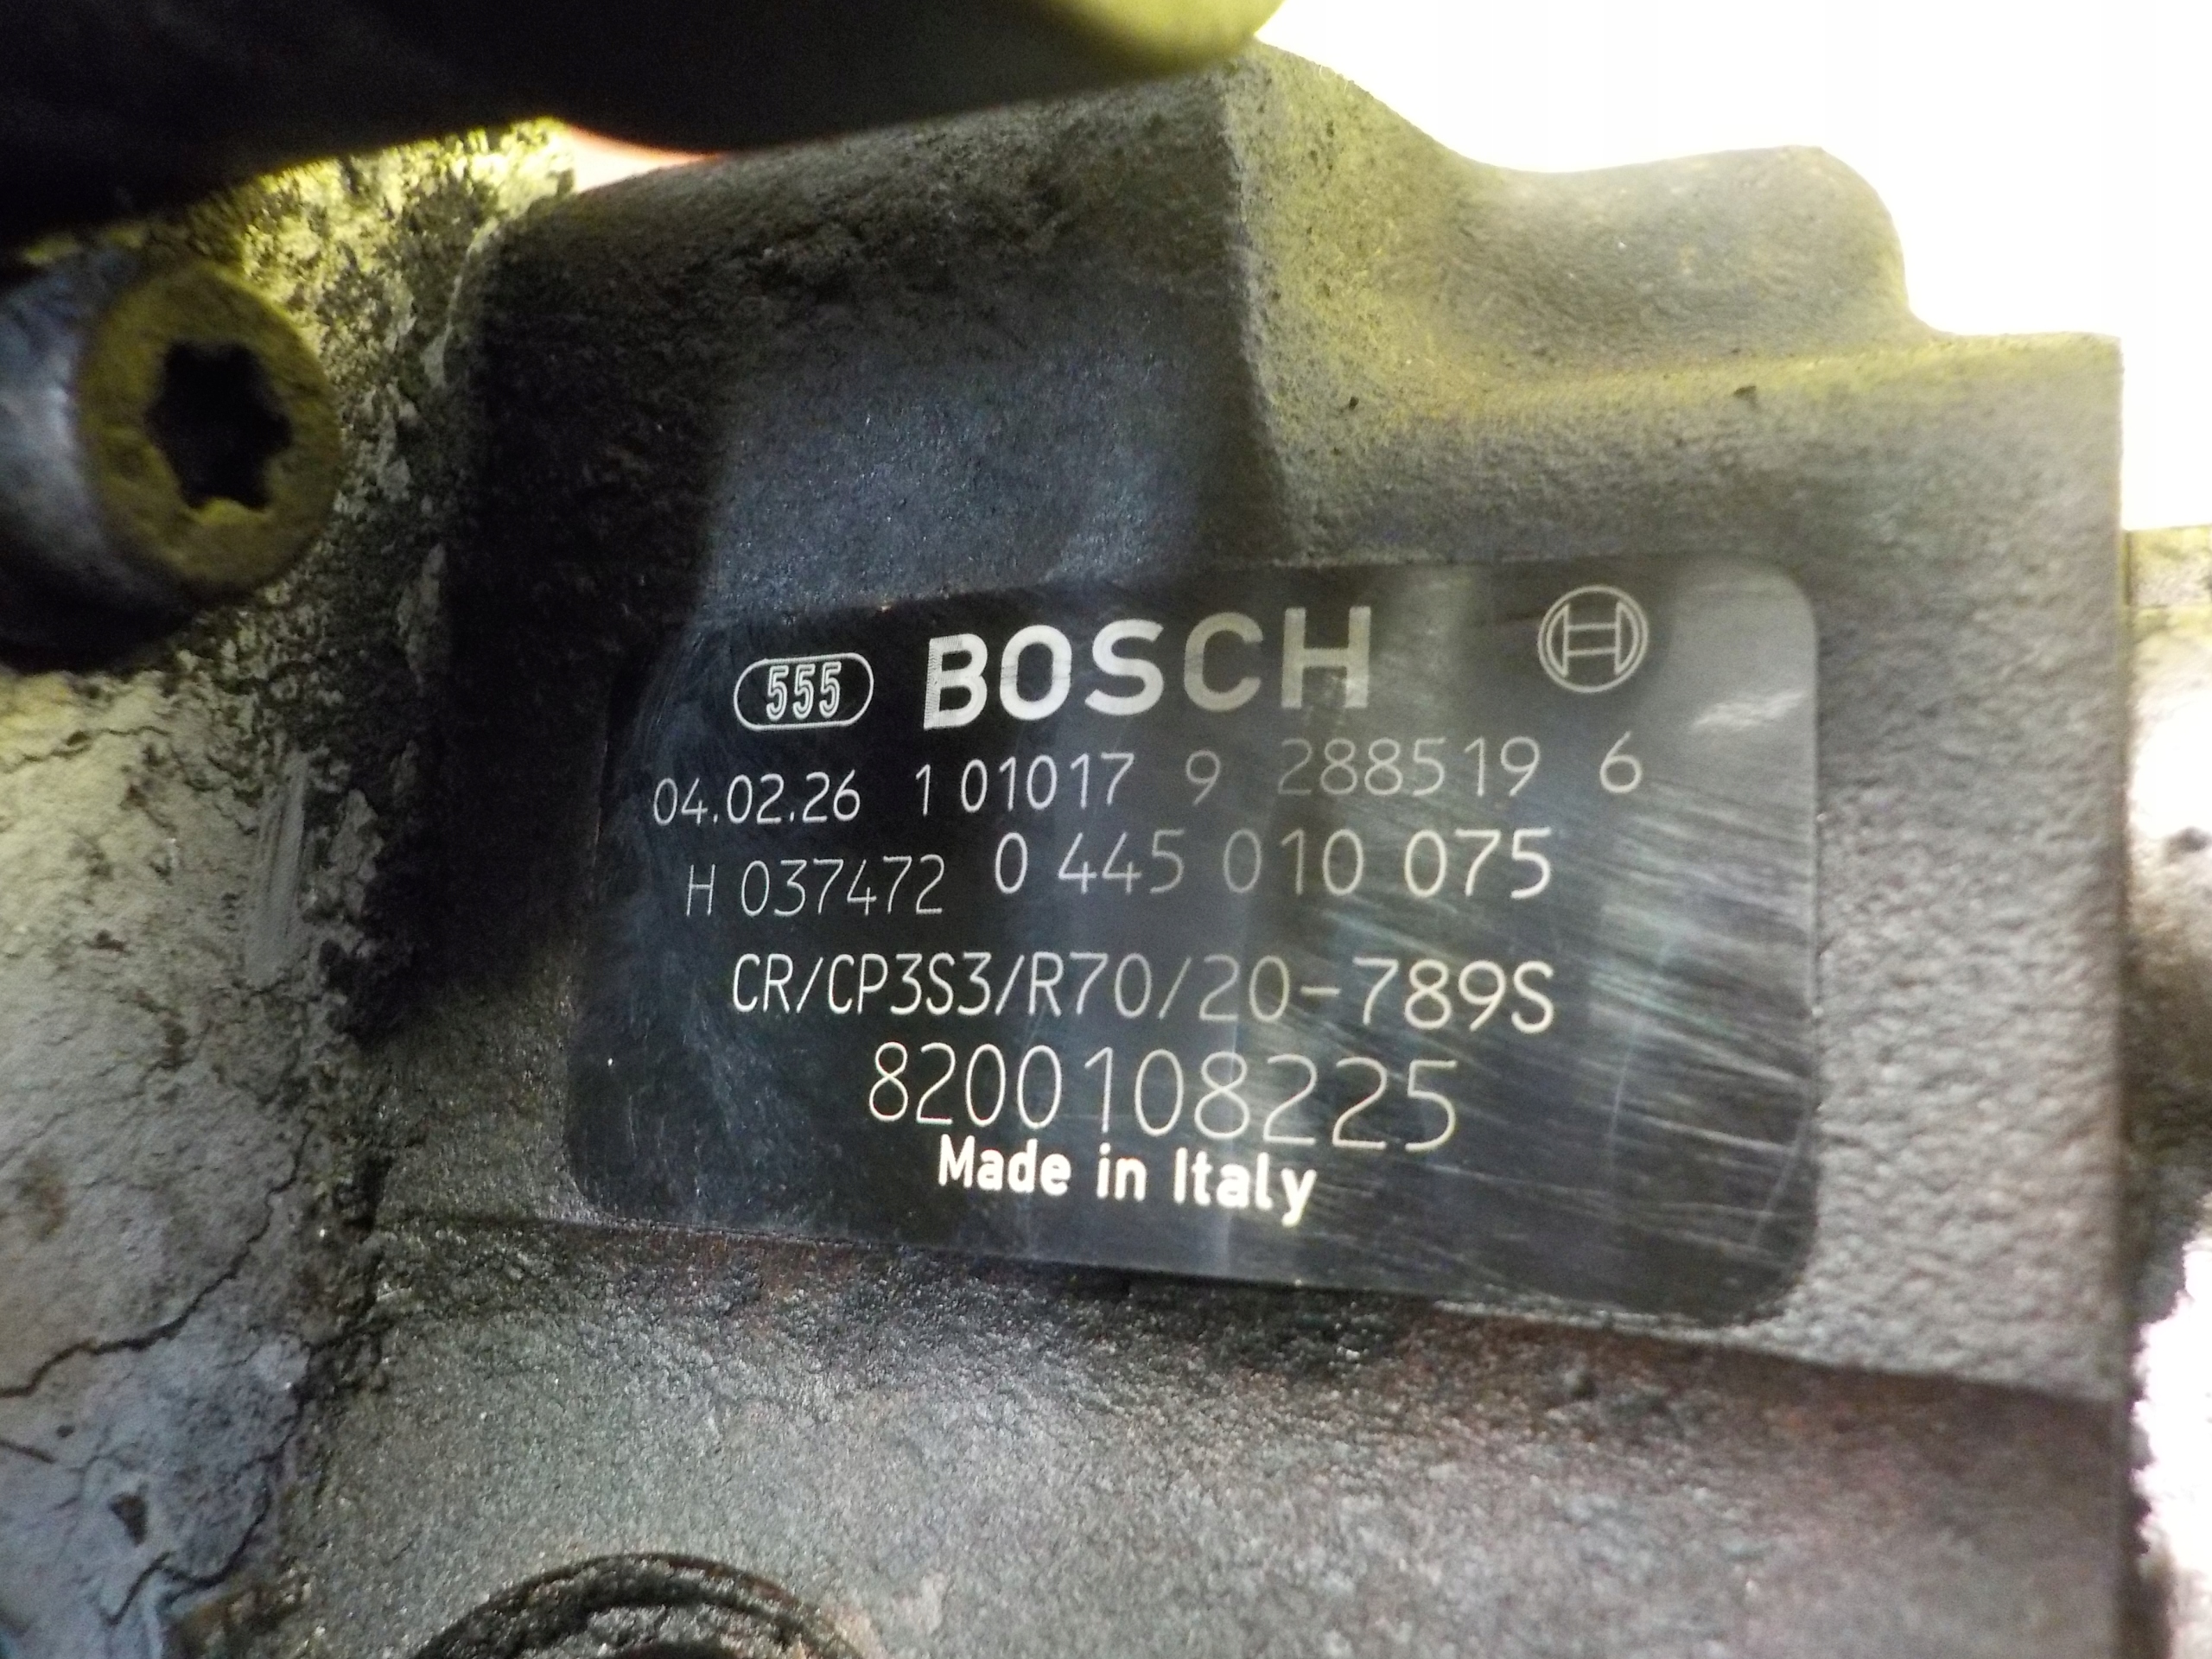 555 BOSCH
04.02.26 1 01017 9 288519 6
H 037472 0 445 010 075
CR/CP3S3/R70/20-789S
8200108225
Made in Italy